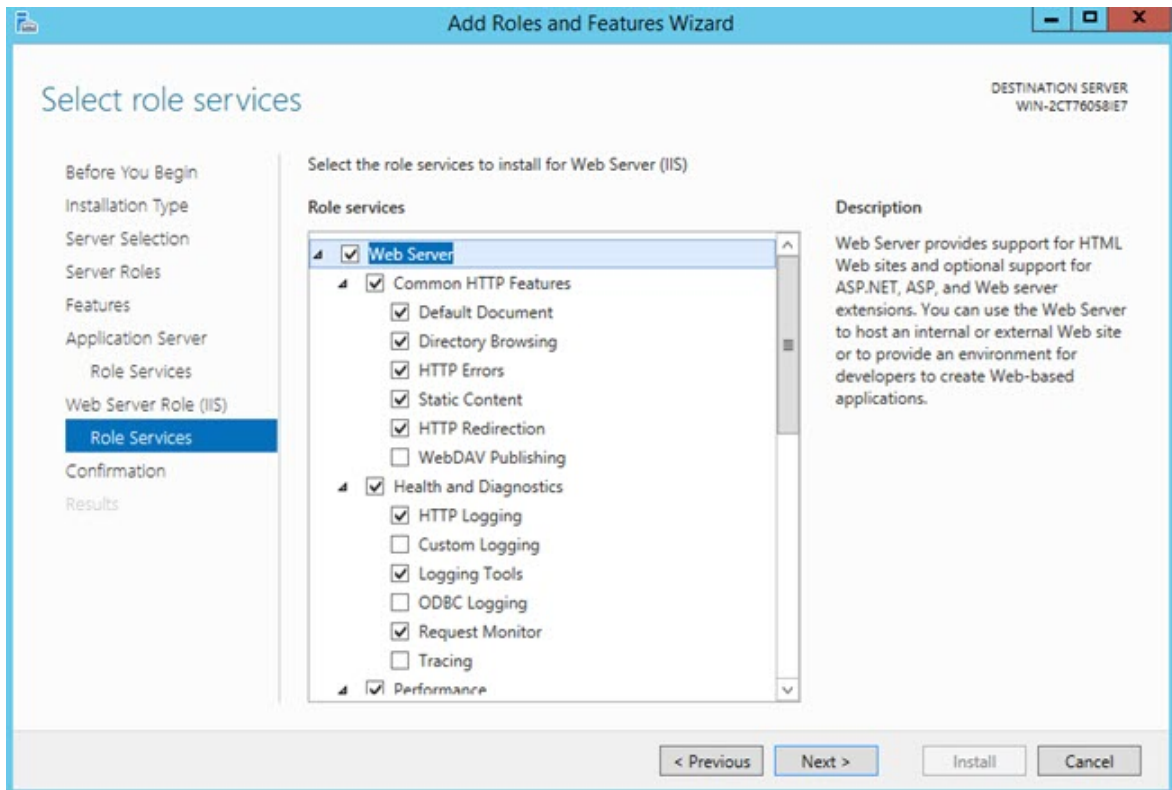 Add Roles and Features Wizard
Select role services
DESTINATION SERVER
WIN-2CT76058IE7
Before You Begin
Installation Type
Server Selection
Server Roles
Features
Application Server
Role Services
Web Server Role (IIS)
Role Services
Confirmation
Results
Select the role services to install for Web Server (IIS)
Role services
Web Server
Common HTTP Features
Default Document
Directory Browsing
HTTP Errors
Static Content
HTTP Redirection
WebDAV Publishing
Health and Diagnostics
HTTP Logging
Custom Logging
Logging Tools
ODBC Logging
Request Monitor
Tracing
Performance
Description
Web Server provides support for HTML
Web sites and optional support for
ASP.NET, ASP, and Web server
extensions. You can use the Web Server
to host an internal or external Web site
or to provide an environment for
developers to create Web-based
applications.
< Previous
Next >
Install
Cancel